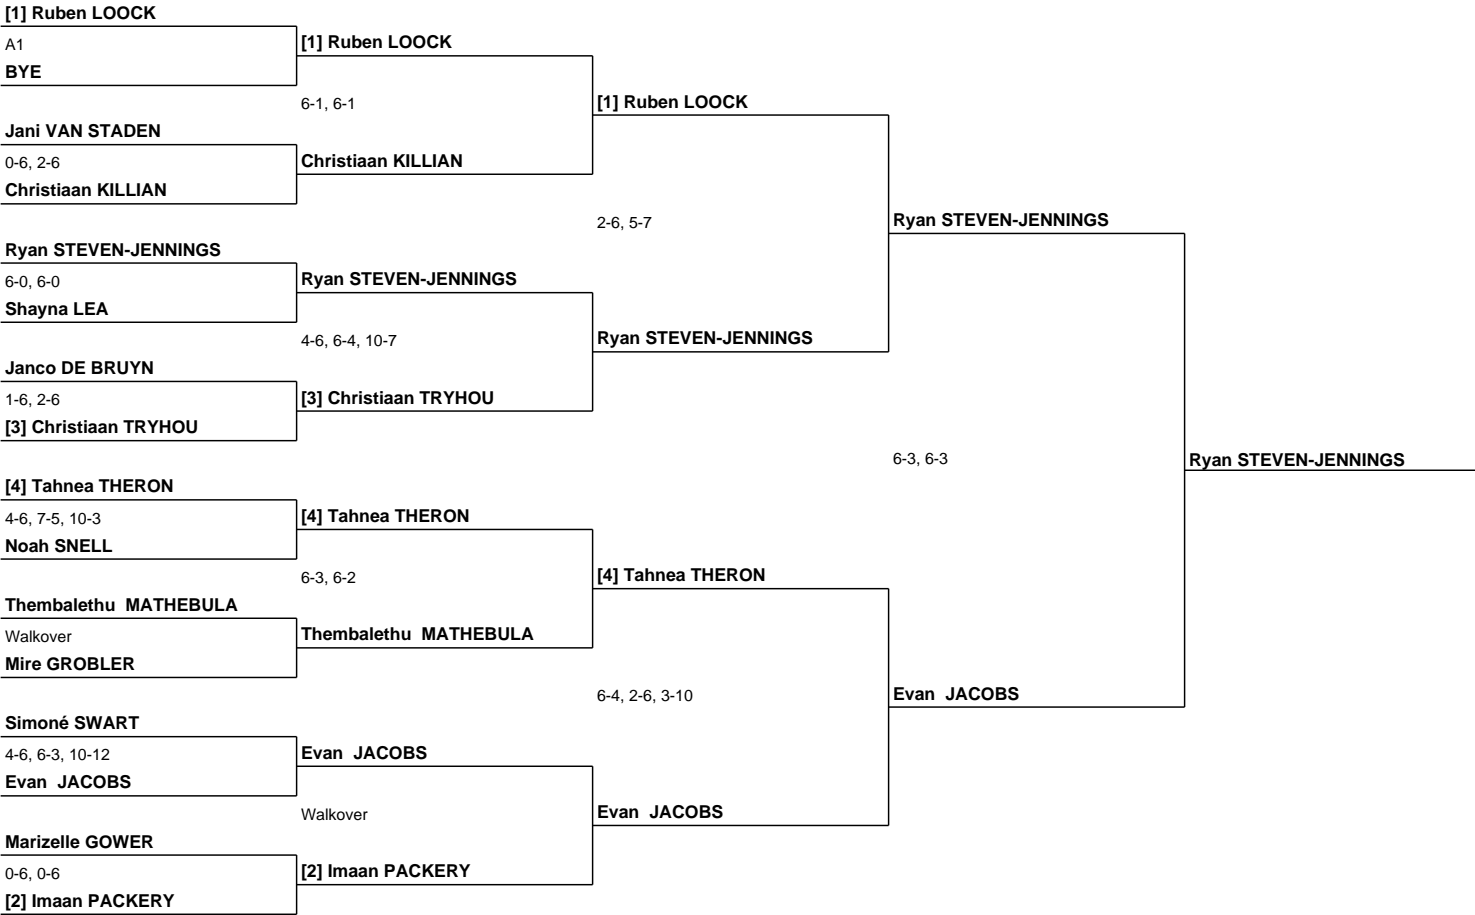 [1] Ruben LOOCK
A1
BYE
Jani VAN STADEN
0-6, 2-6
Christiaan KILLIAN
Ryan STEVEN-JENNINGS
6-0, 6-0
Shayna LEA
Janco DE BRUYN
1-6, 2-6
[3] Christiaan TRYHOU
[4] Tahnea THERON
4-6, 7-5, 10-3
Noah SNELL
Thembalethu  MATHEBULA
Walkover
Mire GROBLER
Simoné SWART
4-6, 6-3, 10-12
Evan  JACOBS
Marizelle GOWER
0-6, 0-6
[2] Imaan PACKERY
[1] Ruben LOOCK
6-1, 6-1
Christiaan KILLIAN
Ryan STEVEN-JENNINGS
4-6, 6-4, 10-7
[3] Christiaan TRYHOU
[4] Tahnea THERON
6-3, 6-2
Thembalethu  MATHEBULA
Evan  JACOBS
Walkover
[2] Imaan PACKERY
[1] Ruben LOOCK
2-6, 5-7
Ryan STEVEN-JENNINGS
[4] Tahnea THERON
6-4, 2-6, 3-10
Evan  JACOBS
Ryan STEVEN-JENNINGS
6-3, 6-3
Evan  JACOBS
Ryan STEVEN-JENNINGS